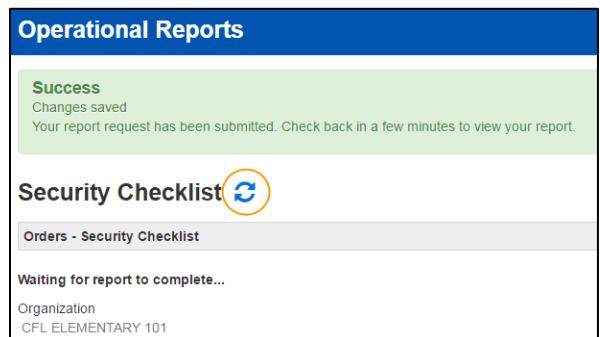 Operational Reports
Success
Changes saved
Your report request has been submitted. Check back in a few minutes to view your report.
Security Checklist
Orders - Security Checklist
Waiting for report to complete...
Organization
CFL ELEMENTARY 101